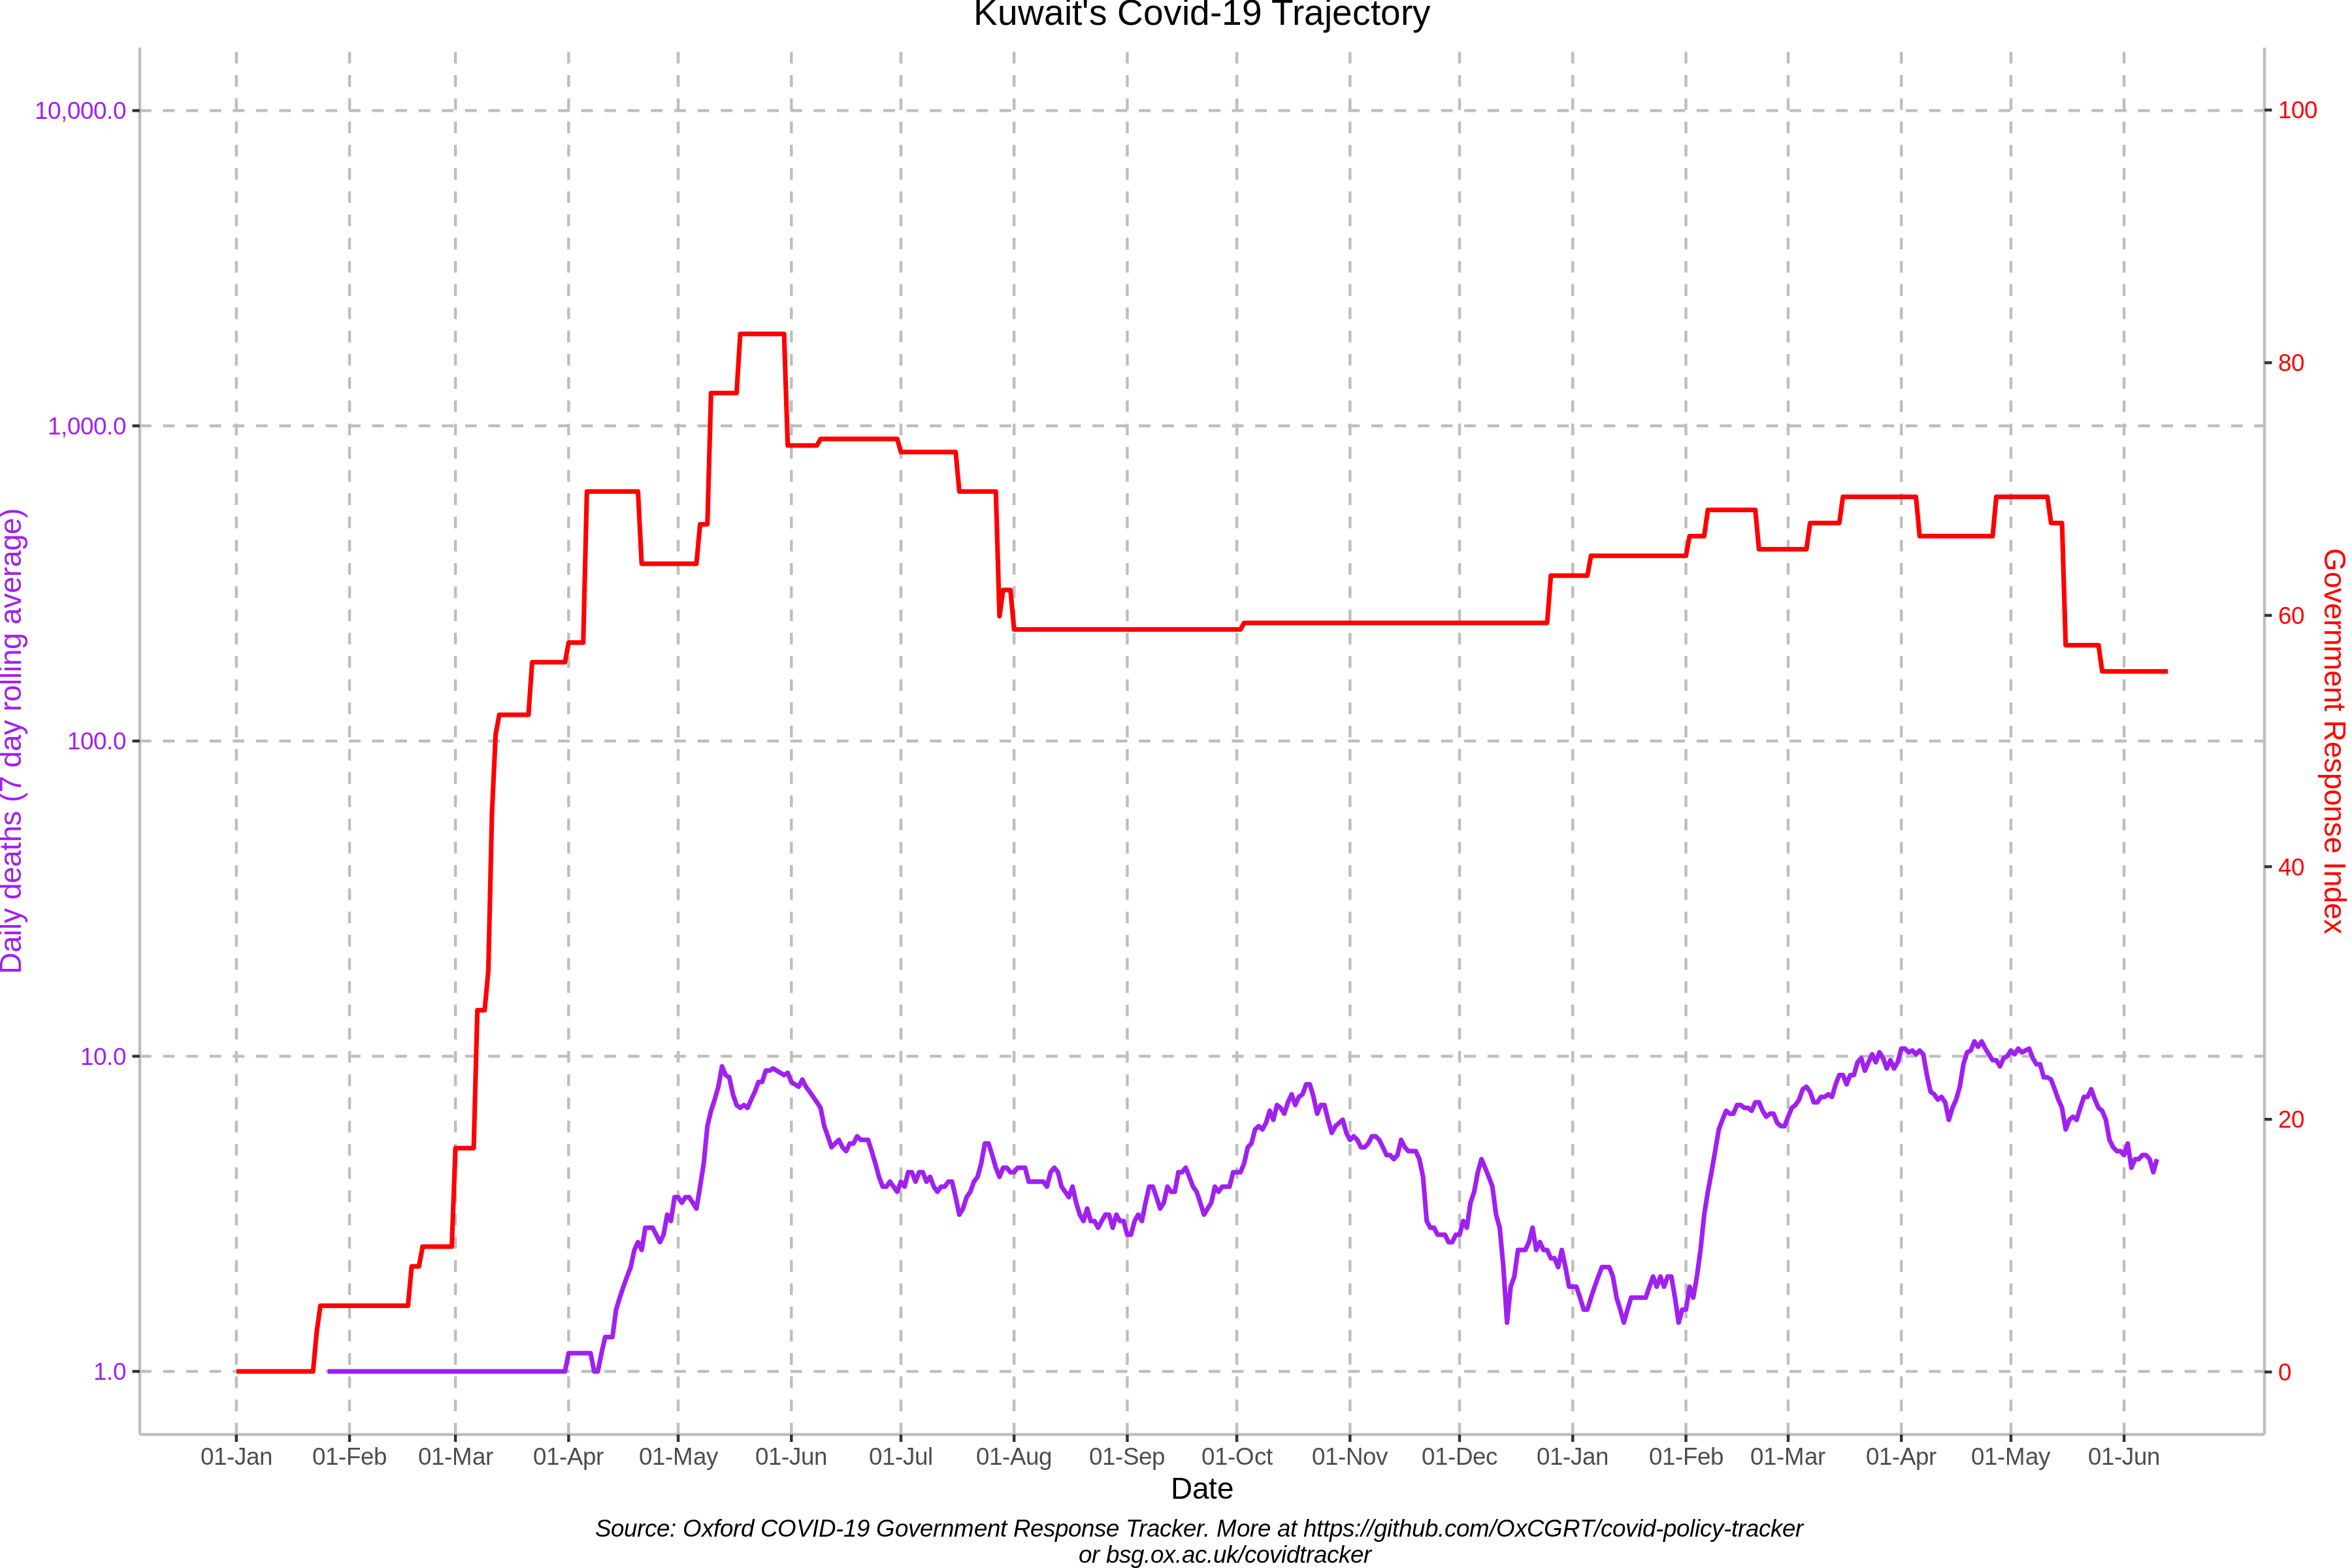 Kuwait's Covid-19 Trajectory
10,000.0
1,000.0
100.0
10.0
1.0
Daily deaths (7 day rolling average)
100
80
60
40
20
0
Government Response Index
01-Jan 01-Feb 01-Mar 01-Apr 01-May 01-Jun 01-Jul 01-Aug 01-Sep 01-Oct 01-Nov 01-Dec 01-Jan 01-Feb 01-Mar 01-Apr 01-May 01-Jun
Date
Source: Oxford COVID-19 Government Response Tracker. More at https://github.com/OxCGRT/covid-policy-tracker
or bsg.ox.ac.uk/covidtracker